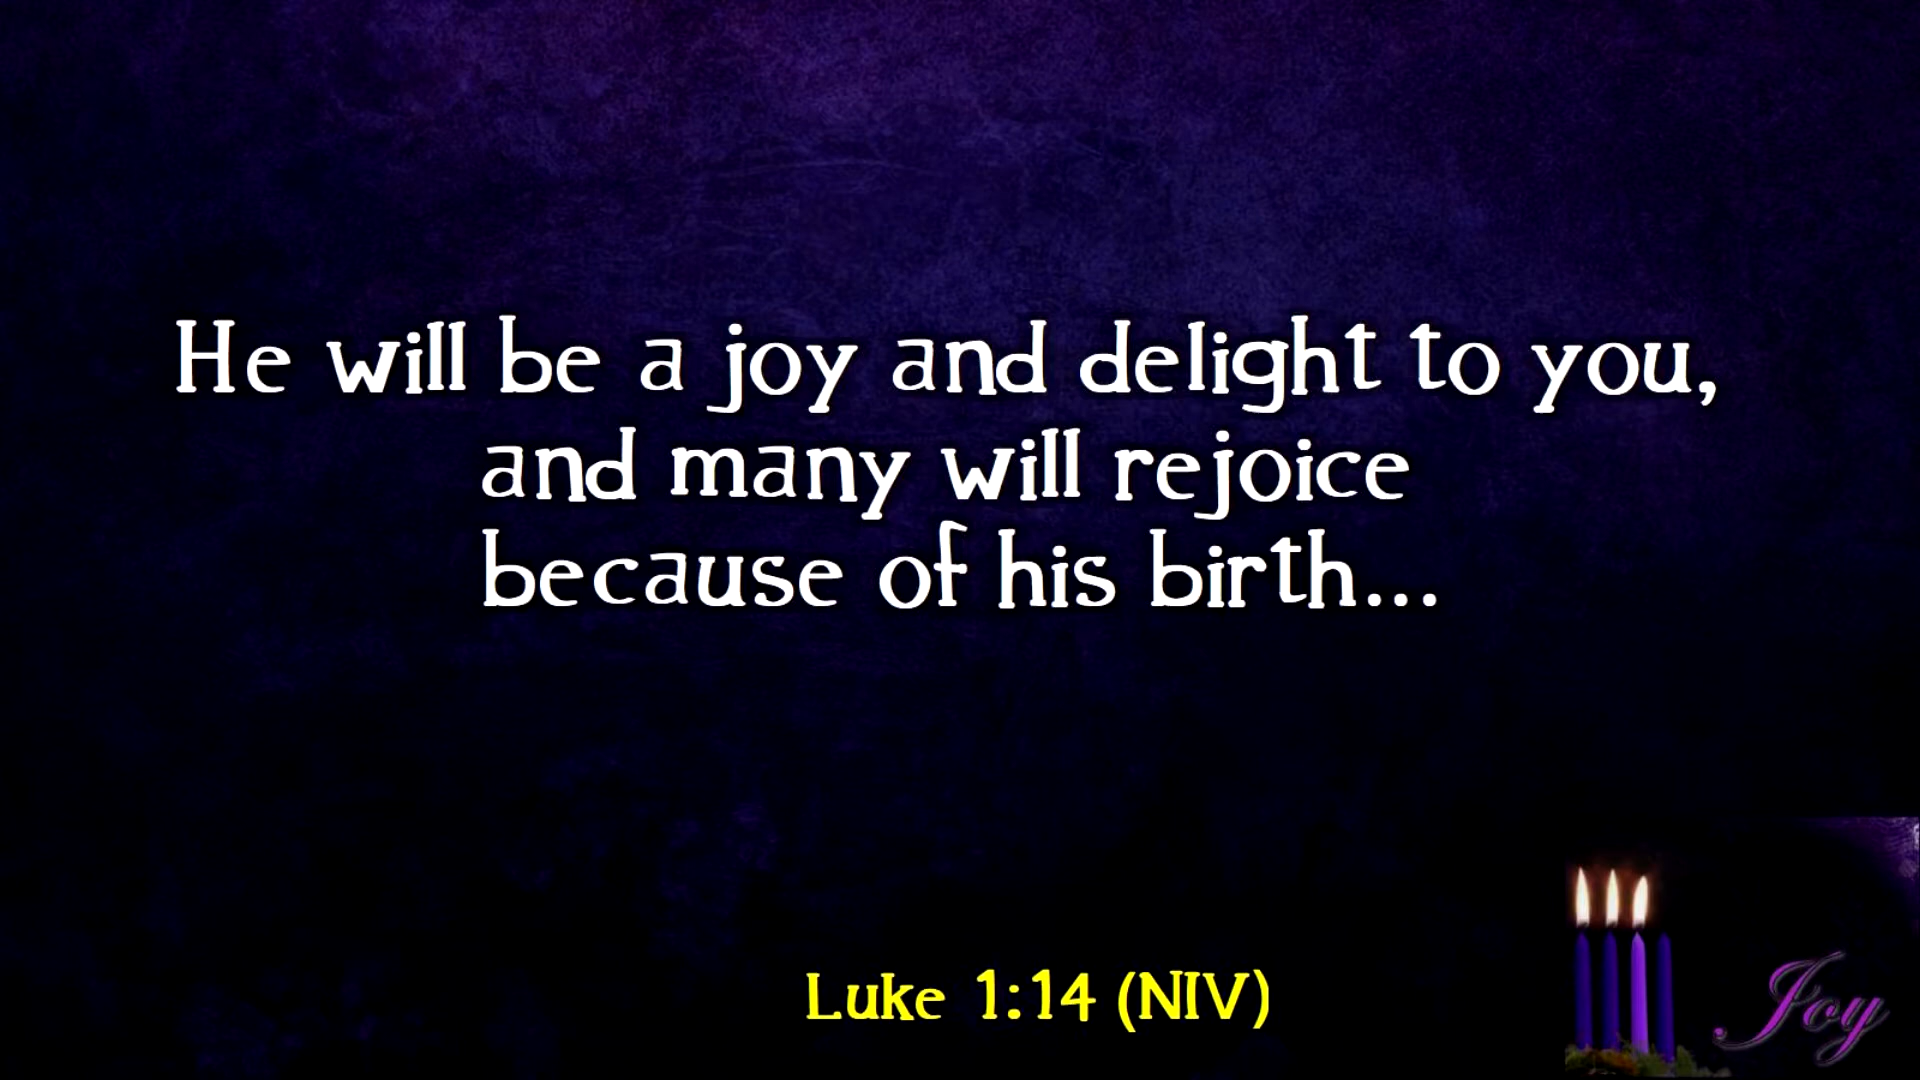 He will be a joy and delight to you,
and many will rejoice
because of his birth...
Luke 1:14 (NIV)
Joy